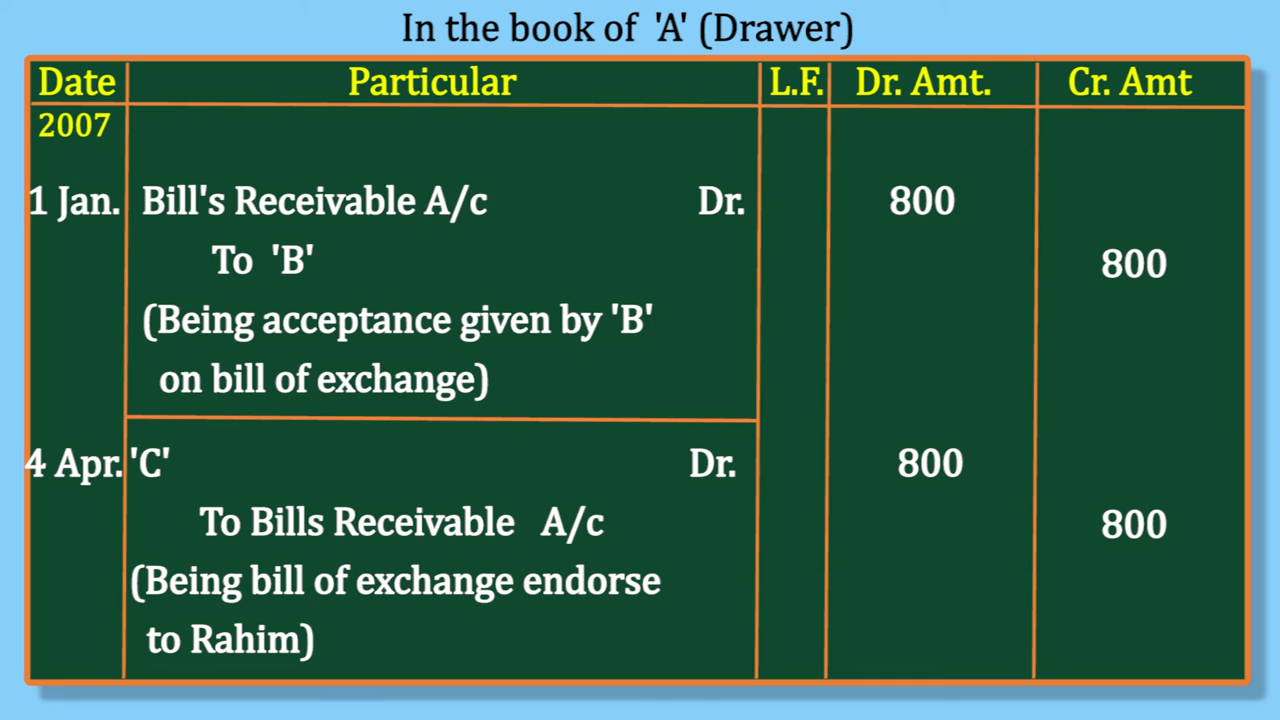 In the book of 'A' (Drawer)
Date Particular L.F. Dr. Amt. Cr. Amt
2007
1 Jan. Bill's Receivable A/c Dr. 800
To 'B' 800
(Being acceptance given by 'B'
on bill of exchange)
4 Apr. 'C' Dr. 800
To Bills Receivable A/c 800
(Being bill of exchange endorse
to Rahim)